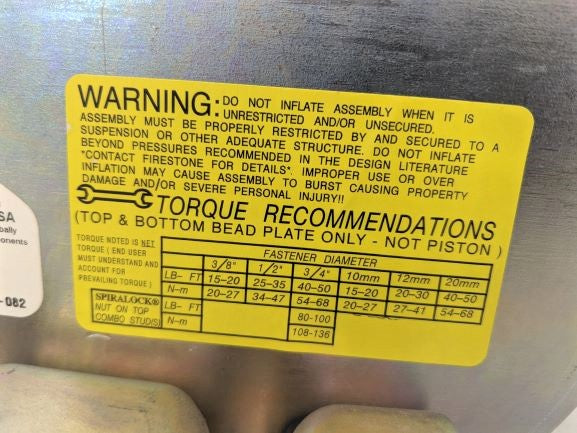 WARNING: DO NOT INFLATE ASSEMBLY WHEN IT IS
UNRESTRICTED AND/OR UNSECURED.
ASSEMBLY MUST BE PROPERLY RESTRICTED BY AND SECURED TO A
SUSPENSION OR OTHER ADEQUATE STRUCTURE. DO NOT INFLATE
BEYOND PRESSURES RECOMMENDED IN THE DESIGN LITERATURE
"CONTACT FIRESTONE FOR DETAILS". IMPROPER USE OR OVER
INFLATION MAY CAUSE ASSEMBLY TO BURST CAUSING PROPERTY
DAMAGE AND/OR SEVERE PERSONAL INJURY!!
TORQUE RECOMMENDATIONS
(TOP & BOTTOM BEAD PLATE ONLY - NOT PISTON)
TORQUE NOTED IS NET
TORQUE ( END USER
MUST UNDERSTAND AND
ACCOUNT FOR
PREVAILING TORQUE )
FASTENER DIAMETER
3/8" 1/2" 3/4" 10mm 12mm 20mm
LB- FT 15-20 25-35 40-50 15-20 20-30 40-50
N-m 20-27 34-47 54-68 20-27 27-41 54-68
SPIRALOCK®
NUT ON TOP
COMBO STUD/S
LB- FT 80-100
N-m 108-136
SA
bally
onents
-082